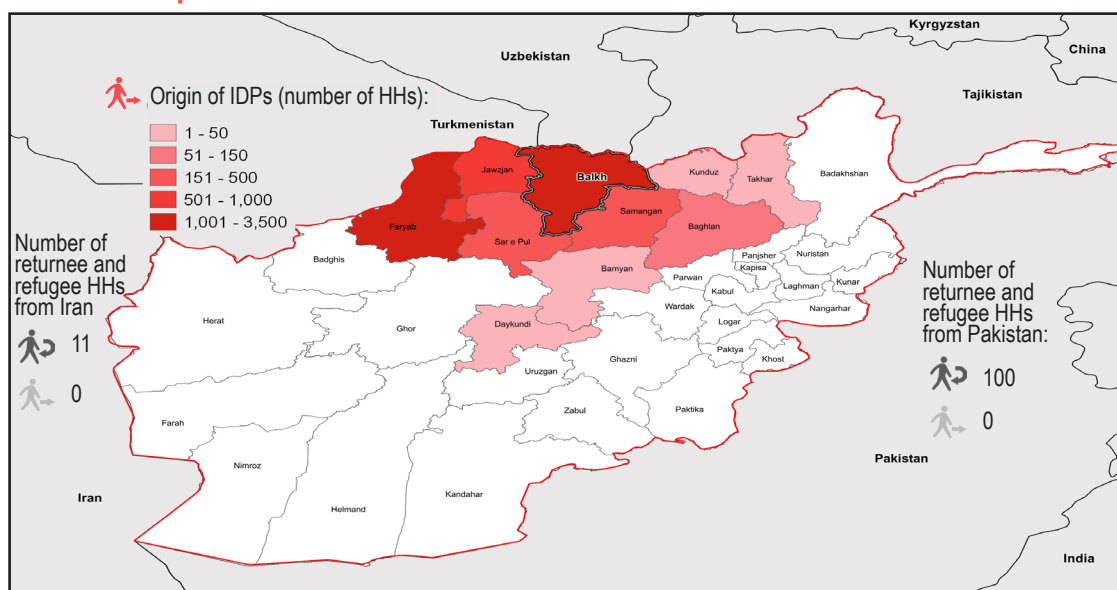 Kyrgyzstan
China
Uzbekistan
Tajikistan
Turkmenistan
Origin of IDPs (number of HHs):
1 - 50
51 - 150
151 - 500
501 - 1,000
1,001 - 3,500
Jawzjan
Balkh
Kunduz
Takhar
Badakhshan
Faryab
Sar e Pul
Samangan
Baghlan
Badghis
Bamyan
Panjsher
Nuristan
Kapisa
Parwan
Kabul
Laghman
Kunar
Nangarhar
Wardak
Logar
Paktya
Khost
Herat
Ghor
Daykundi
Uruzgan
Ghazni
Paktika
Zabul
Farah
Nimroz
Helmand
Kandahar
Number of
returnee and
refugee HHs
from Iran
11
0
Number of
returnee and
refugee HHs
from Pakistan:
100
0
Iran
Pakistan
India